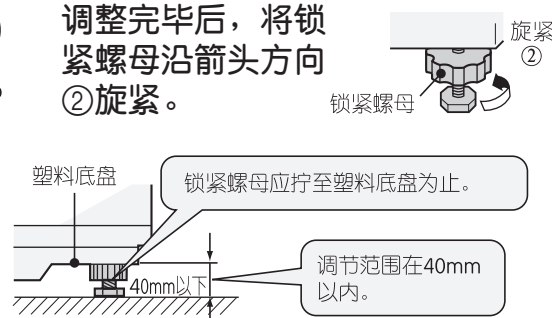 调整完毕后，将锁
紧螺母沿箭头方向
②旋紧。
旋紧
②
锁紧螺母
塑料底盘
锁紧螺母应拧至塑料底盘为止。
40mm以下
调节范围在40mm
以内。